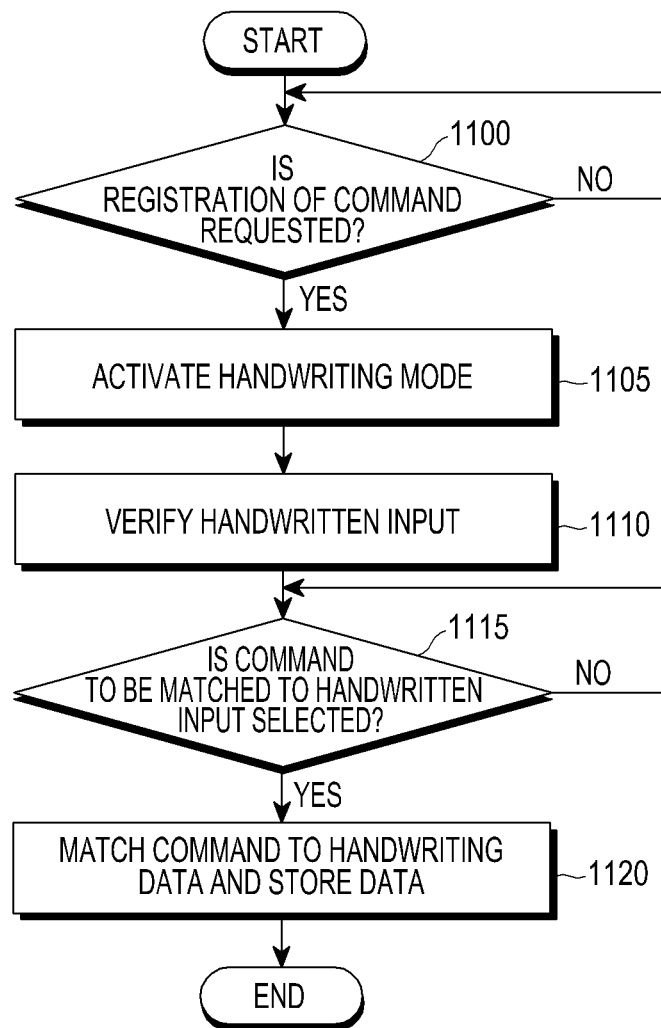 START
1100
IS
REGISTRATION OF COMMAND
REQUESTED?
NO
YES
ACTIVATE HANDWRITING MODE
1105
VERIFY HANDWRITTEN INPUT
1110
1115
IS COMMAND
TO BE MATCHED TO HANDWRITTEN
INPUT SELECTED?
NO
YES
MATCH COMMAND TO HANDWRITING
DATA AND STORE DATA
1120
END